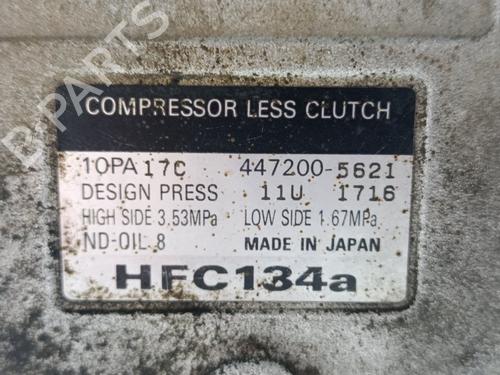 B-PARTS
COMPRESSOR LESS CLUTCH
10PA17C 447200-5621
DESIGN PRESS 11U 1716
HIGH SIDE 3.53MPa LOW SIDE 1.67MPa
ND-OIL 8 MADE IN JAPAN
HFC134a